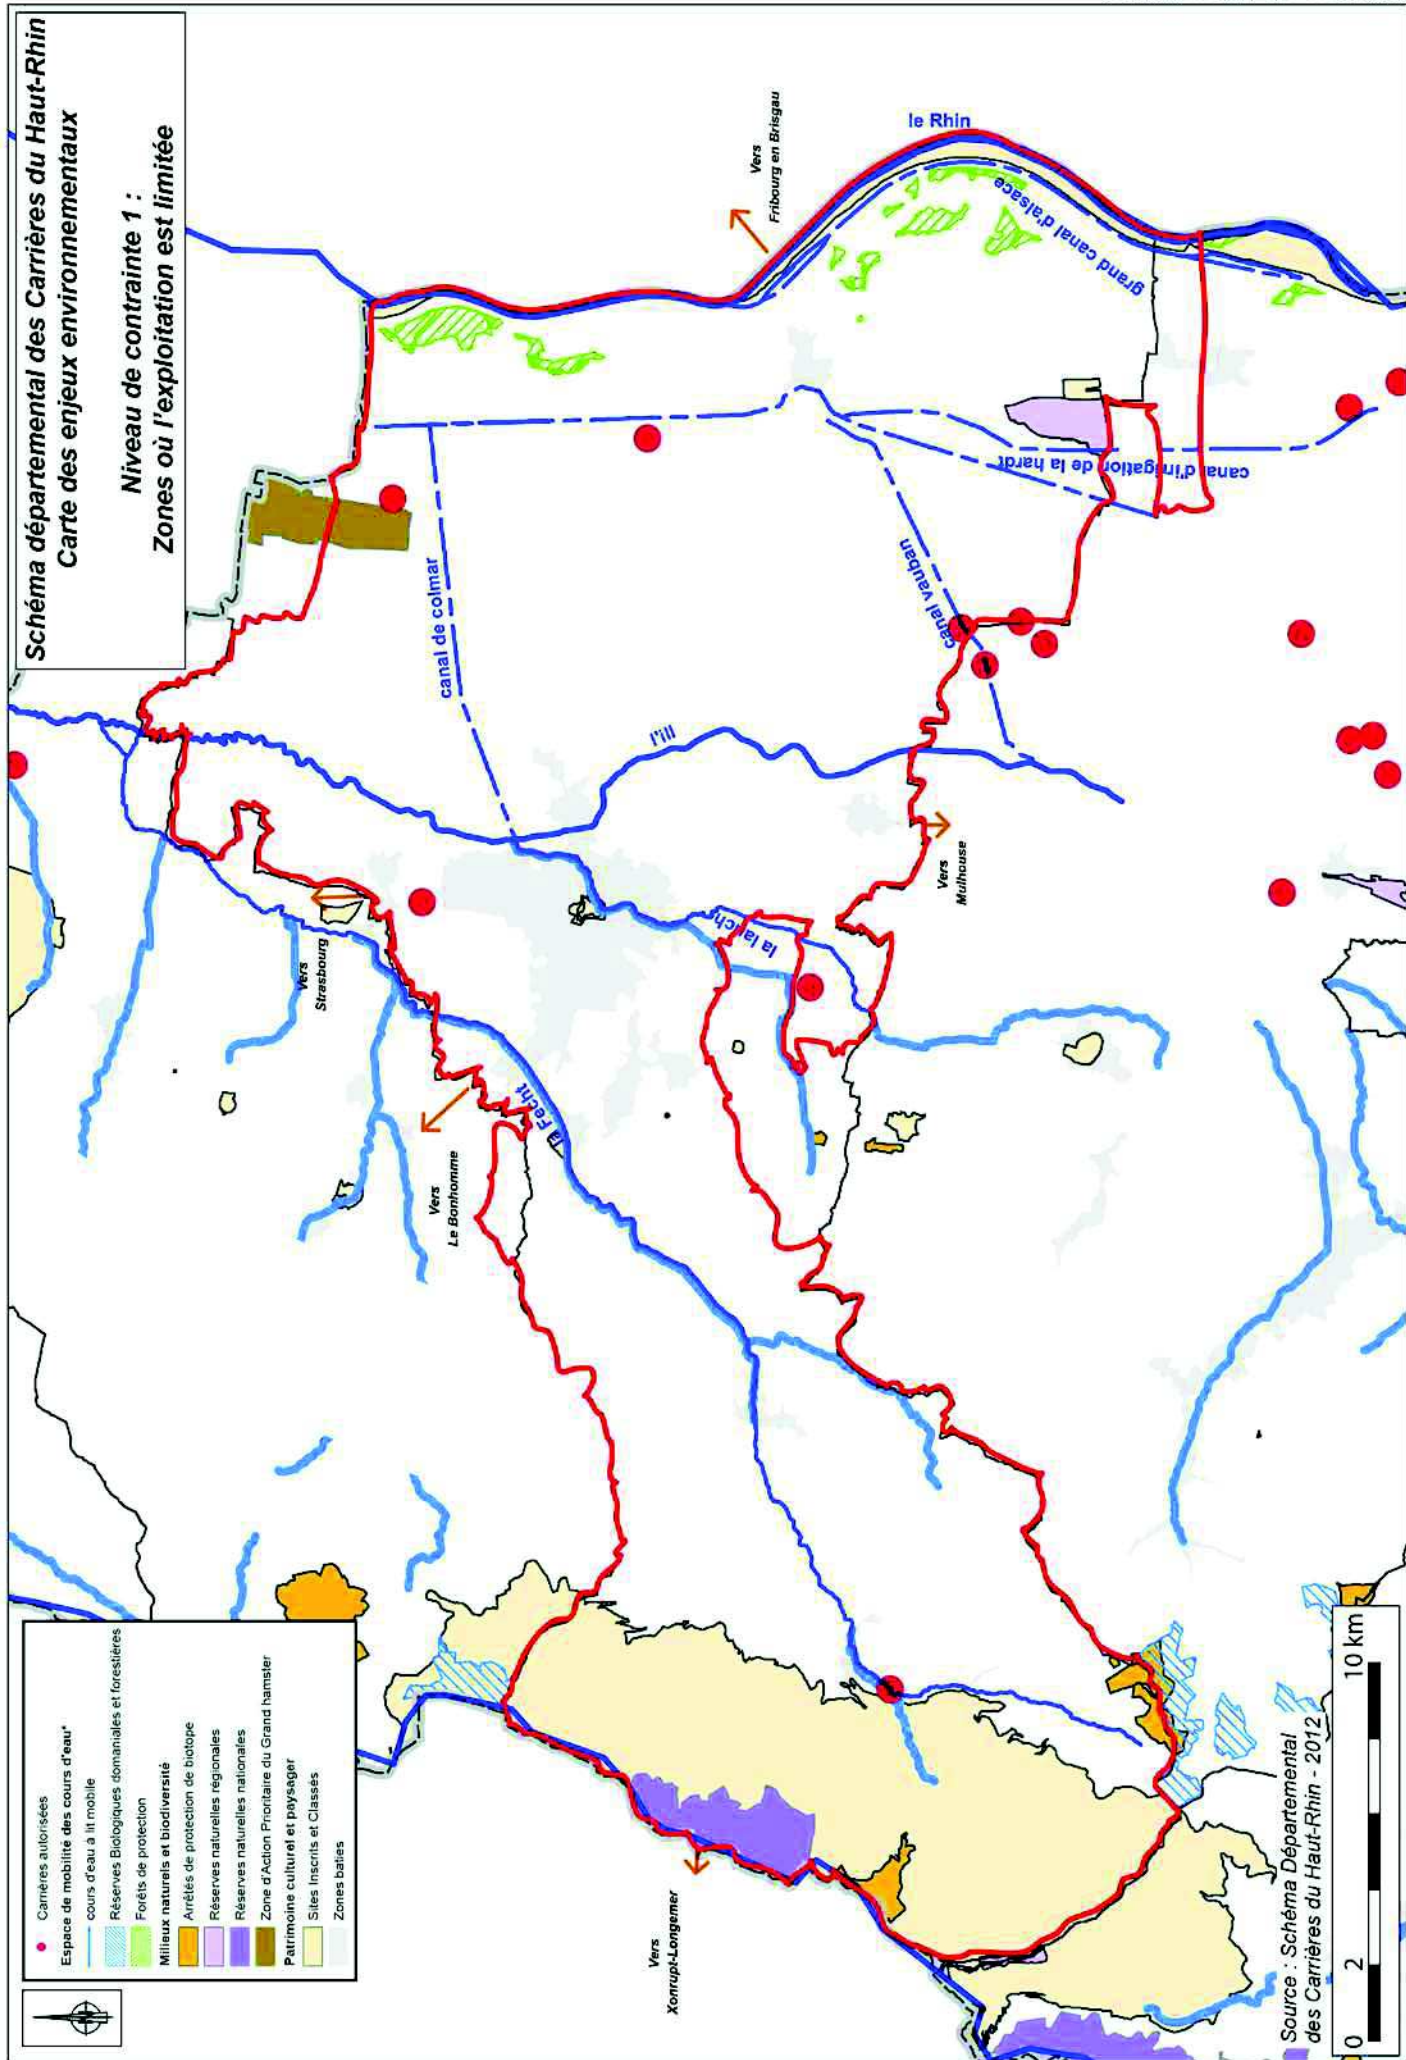 Schéma départemental des Carrières du Haut-Rhin
Carte des enjeux environnementaux
Niveau de contrainte 1 :
Zones où l'exploitation est limitée
Carrières autorisées
Espace de mobilité des cours d'eau*
cours d'eau à lit mobile
Réserves Biologiques domaniales et forestières
Forêts de protection
Milieux naturels et biodiversité
Arrêtés de protection de biotope
Réserves naturelles régionales
Réserves naturelles nationales
Zone d'Action Prioritaire du Grand hamster
Patrimoine culturel et paysager
Sites Inscrits et Classés
Zones baties
Vers
Strasbourg
Vers
Le Bonhomme
Vers
Xonrupt-Longemer
Vers
Mulhouse
Vers
Fribourg en Brisgau
le Rhin
grand canal d'alsace
canal d'irrigation de la hardt
canal vauban
canal de colmar
l'ill
la lauch
la Fecht
Source : Schéma Départemental
des Carrières du Haut-Rhin - 2012
0 2 10 km